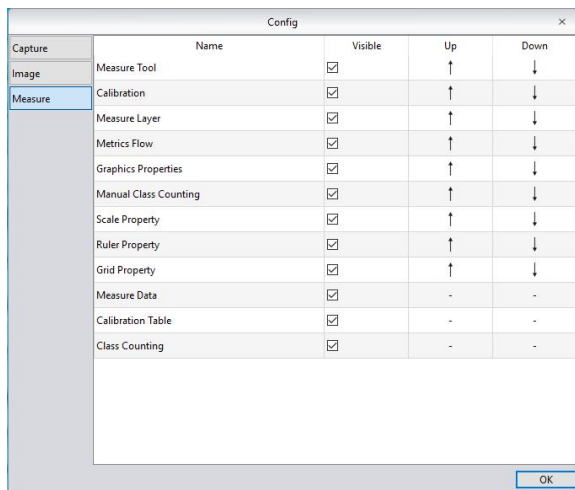 Config ×
Capture
Image
Measure
Name Visible Up Down
Measure Tool ↑ ↓
Calibration ↑ ↓
Measure Layer ↑ ↓
Metrics Flow ↑ ↓
Graphics Properties ↑ ↓
Manual Class Counting ↑ ↓
Scale Property ↑ ↓
Ruler Property ↑ ↓
Grid Property ↑ ↓
Measure Data - -
Calibration Table - -
Class Counting - -
OK